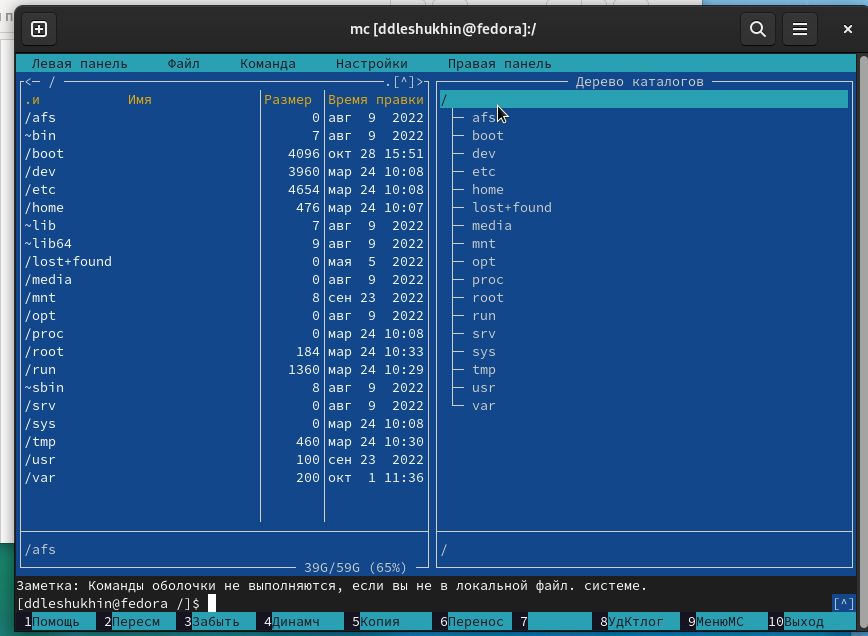 mc [ddleshukhin@fedora]:/
Левая панель Файл Команда Настройки Правая панель
<─ / .[^]> Дерево каталогов
.и Имя Размер Время правки /
/afs 0 авг 9 2022 afs
~bin 7 авг 9 2022 boot
/boot 4096 окт 28 15:51 dev
/dev 3960 мар 24 10:08 etc
/etc 4654 мар 24 10:08 home
/home 476 мар 24 10:07 lost+found
~lib 7 авг 9 2022 media
~lib64 9 авг 9 2022 mnt
/lost+found 0 мая 5 2022 opt
/media 0 авг 9 2022 proc
/mnt 8 сен 23 2022 root
/opt 0 авг 9 2022 run
/proc 0 мар 24 10:08 srv
/root 184 мар 24 10:33 sys
/run 1360 мар 24 10:29 tmp
~sbin 8 авг 9 2022 usr
/srv 0 авг 9 2022 var
/sys 0 мар 24 10:08
/tmp 460 мар 24 10:30
/usr 100 сен 23 2022
/var 200 окт 1 11:36
/afs /
39G/59G (65%)
Заметка: Команды оболочки не выполняются, если вы не в локальной файл. системе.
[ddleshukhin@fedora /]$ [^]
1Помощь 2Пересм 3Забыть 4Динамч 5Копия 6Перенос 7 8УдКтлог 9МенюМС 10Выход